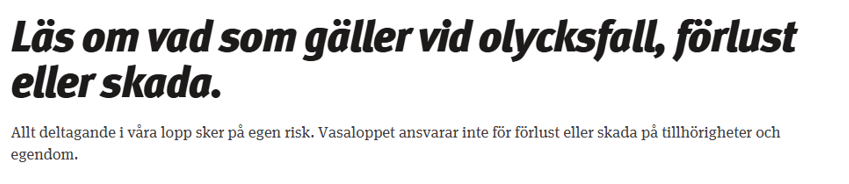 Läs om vad som gäller vid olycksfall, förlust
eller skada.
Allt deltagande i våra lopp sker på egen risk. Vasaloppet ansvarar inte för förlust eller skada på tillhörigheter och
egendom.